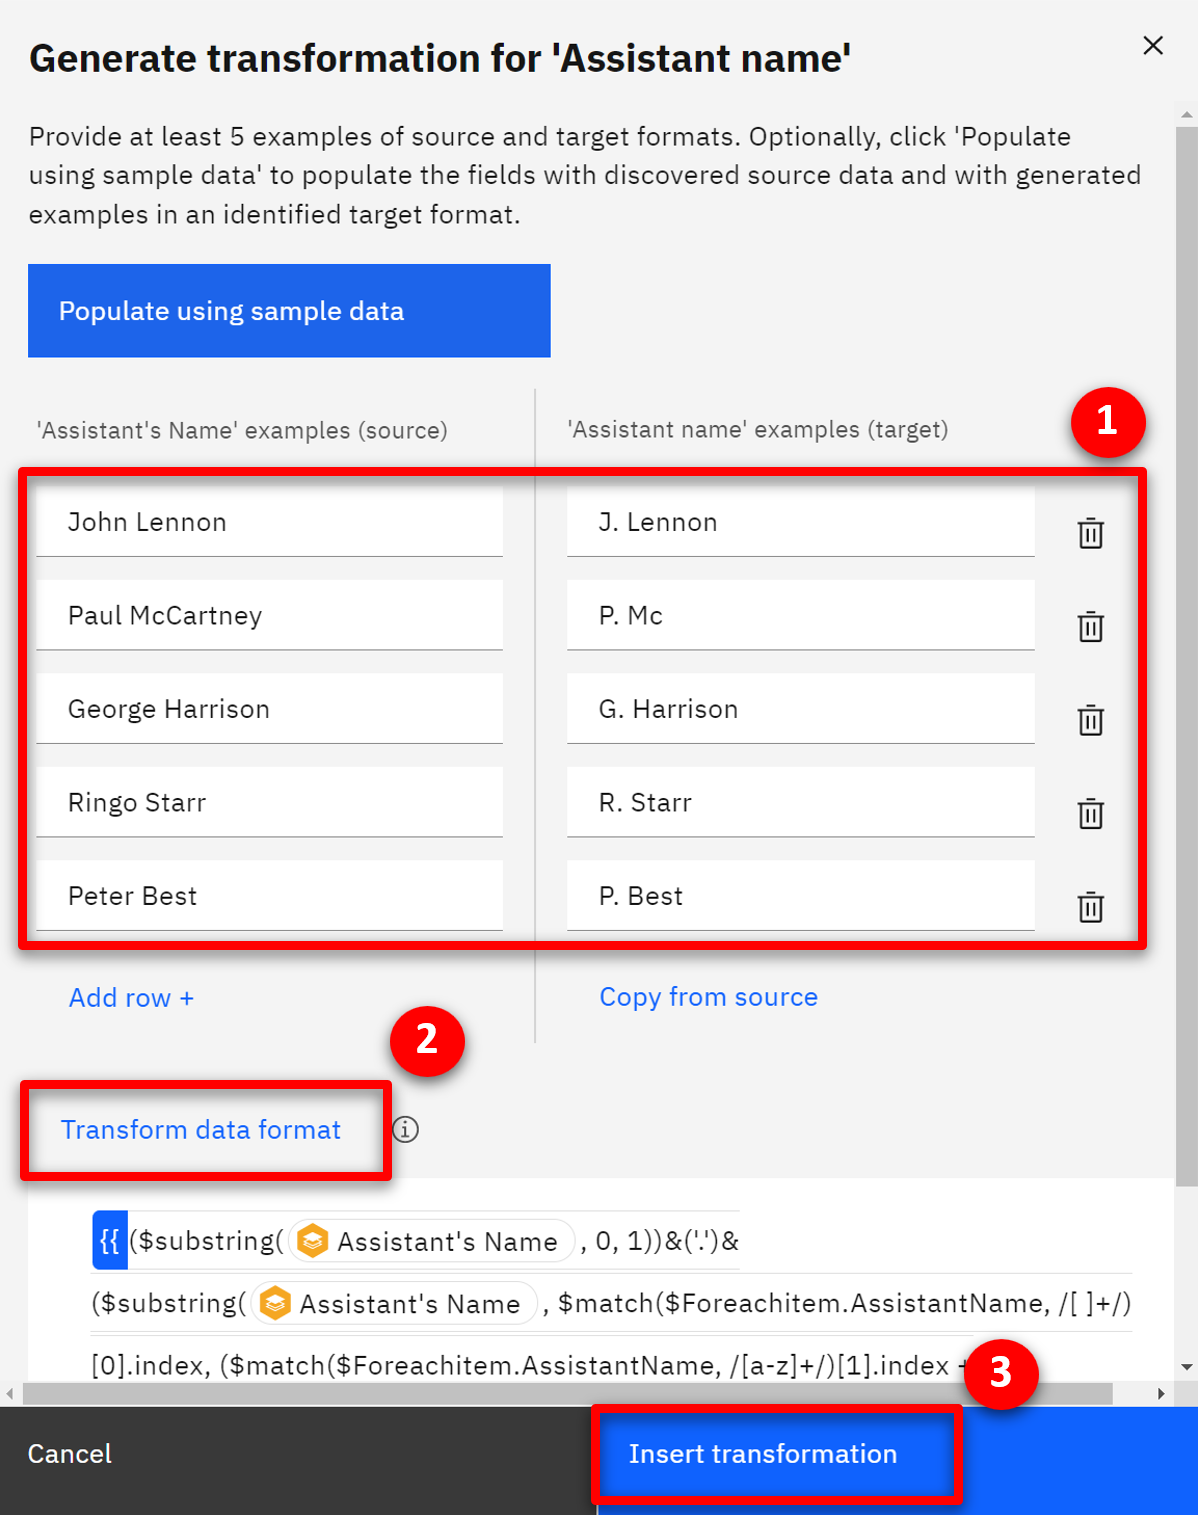 Generate transformation for 'Assistant name'
Provide at least 5 examples of source and target formats. Optionally, click 'Populate
using sample data' to populate the fields with discovered source data and with generated
examples in an identified target format.
Populate using sample data
'Assistant's Name' examples (source)
'Assistant name' examples (target)
1
John Lennon
J. Lennon
Paul McCartney
P. Mc
George Harrison
G. Harrison
Ringo Starr
R. Starr
Peter Best
P. Best
Add row +
Copy from source
2
Transform data format
{{ ($substring( Assistant's Name , 0, 1))&('.')&
($substring( Assistant's Name , $match($Foreachitem.AssistantName, /[ ]+/)
[0].index, ($match($Foreachitem.AssistantName, /[a-z]+/)[1].index +
3
Cancel
Insert transformation